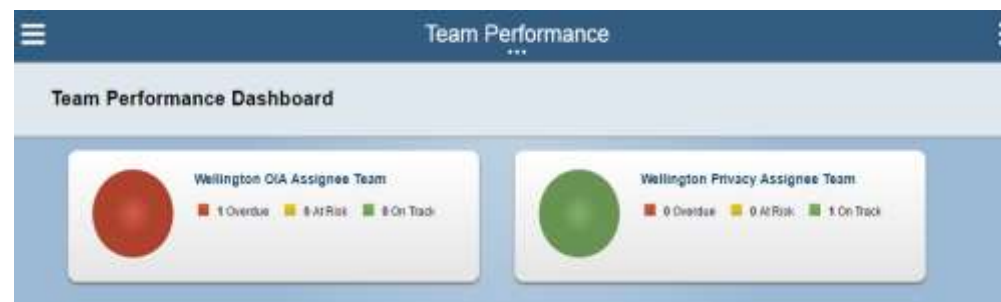 Team Performance
Team Performance Dashboard
Wellington OIA Assignee Team
1 Overdue 0 At Risk 0 On Track
Wellington Privacy Assignee Team
0 Overdue 0 At Risk 1 On Track